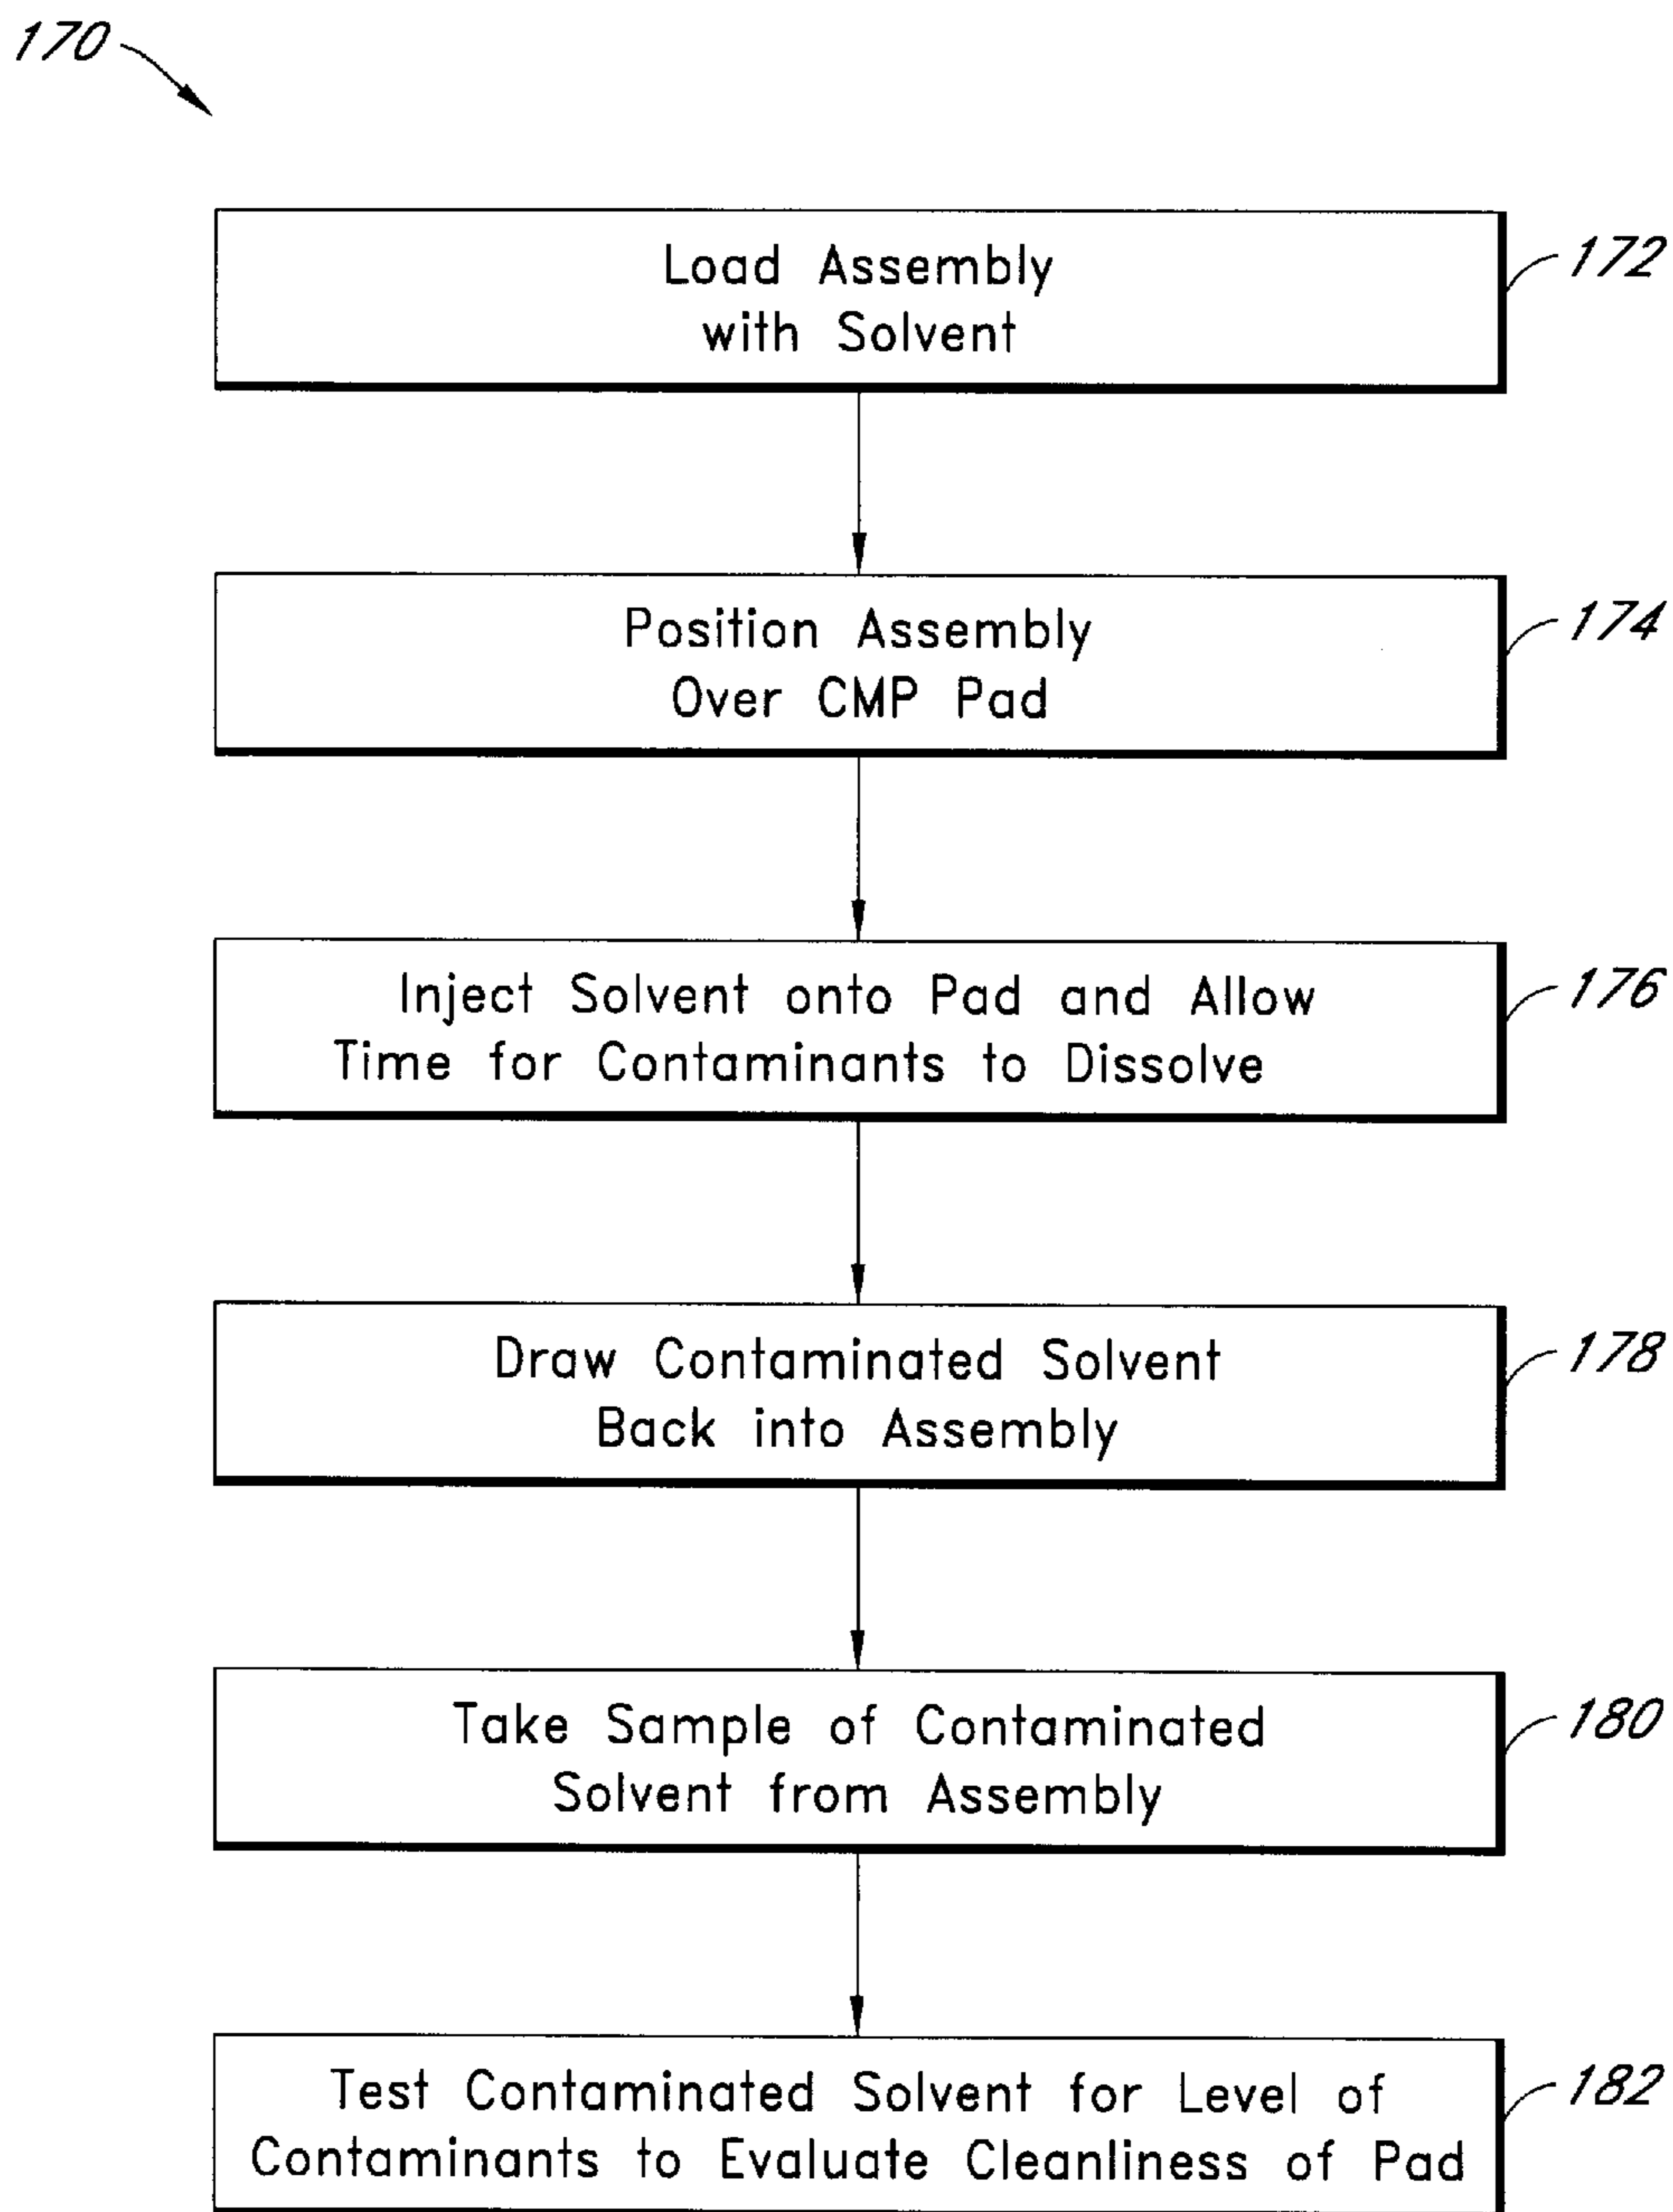 170
Load Assembly
with Solvent
172
Position Assembly
Over CMP Pad
174
Inject Solvent onto Pad and Allow
Time for Contaminants to Dissolve
176
Draw Contaminated Solvent
Back into Assembly
178
Take Sample of Contaminated
Solvent from Assembly
180
Test Contaminated Solvent for Level of
Contaminants to Evaluate Cleanliness of Pad
182